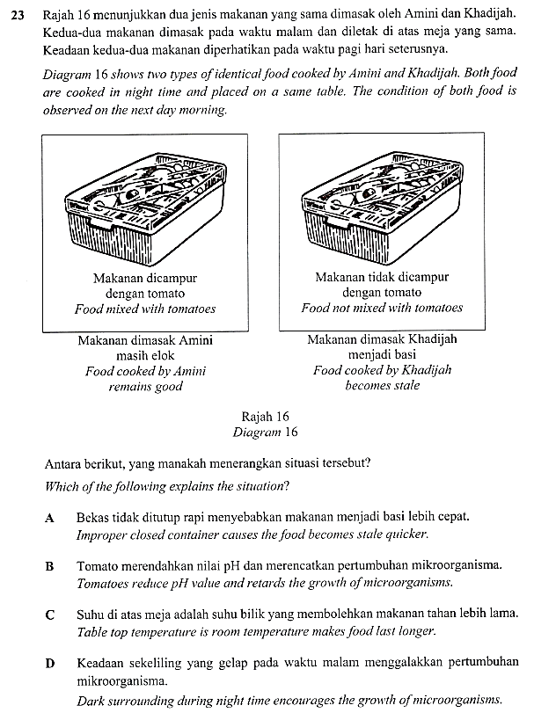 23 Rajah 16 menunjukkan dua jenis makanan yang sama dimasak oleh Amini dan Khadijah.
Kedua-dua makanan dimasak pada waktu malam dan diletak di atas meja yang sama.
Keadaan kedua-dua makanan diperhatikan pada waktu pagi hari seterusnya.
Diagram 16 shows two types of identical food cooked by Amini and Khadijah. Both food
are cooked in night time and placed on a same table. The condition of both food is
observed on the next day morning.
Makanan dicampur
dengan tomato
Food mixed with tomatoes
Makanan dimasak Amini
masih elok
Food cooked by Amini
remains good
Makanan tidak dicampur
dengan tomato
Food not mixed with tomatoes
Makanan dimasak Khadijah
menjadi basi
Food cooked by Khadijah
becomes stale
Rajah 16
Diagram 16
Antara berikut, yang manakah menerangkan situasi tersebut?
Which of the following explains the situation?
A Bekas tidak ditutup rapi menyebabkan makanan menjadi basi lebih cepat.
Improper closed container causes the food becomes stale quicker.
B Tomato merendahkan nilai pH dan merencatkan pertumbuhan mikroorganisma.
Tomatoes reduce pH value and retards the growth of microorganisms.
C Suhu di atas meja adalah suhu bilik yang membolehkan makanan tahan lebih lama.
Table top temperature is room temperature makes food last longer.
D Keadaan sekeliling yang gelap pada waktu malam menggalakkan pertumbuhan
mikroorganisma.
Dark surrounding during night time encourages the growth of microorganisms.